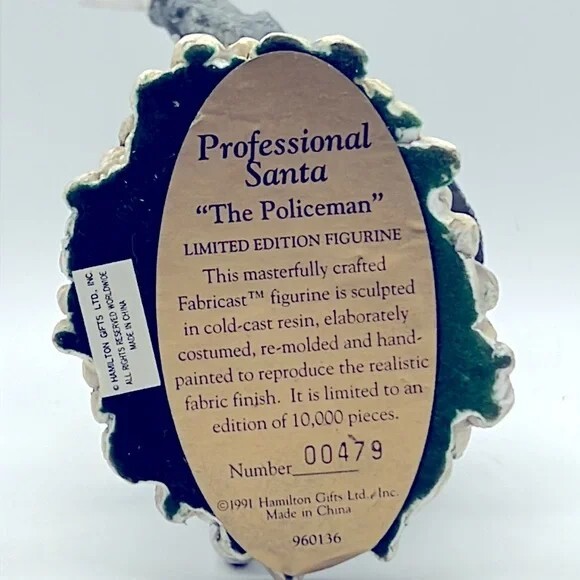 Professional
Santa
“The Policeman”
LIMITED EDITION FIGURINE
This masterfully crafted
Fabricast™ figurine is sculpted
in cold-cast resin, elaborately
costumed, re-molded and hand-
painted to reproduce the realistic
fabric finish. It is limited to an
edition of 10,000 pieces.
Number 00479
©1991 Hamilton Gifts Ltd., Inc.
Made in China
960136
© HAMILTON GIFTS LTD., INC.
ALL RIGHTS RESERVED WORLDWIDE
MADE IN CHINA